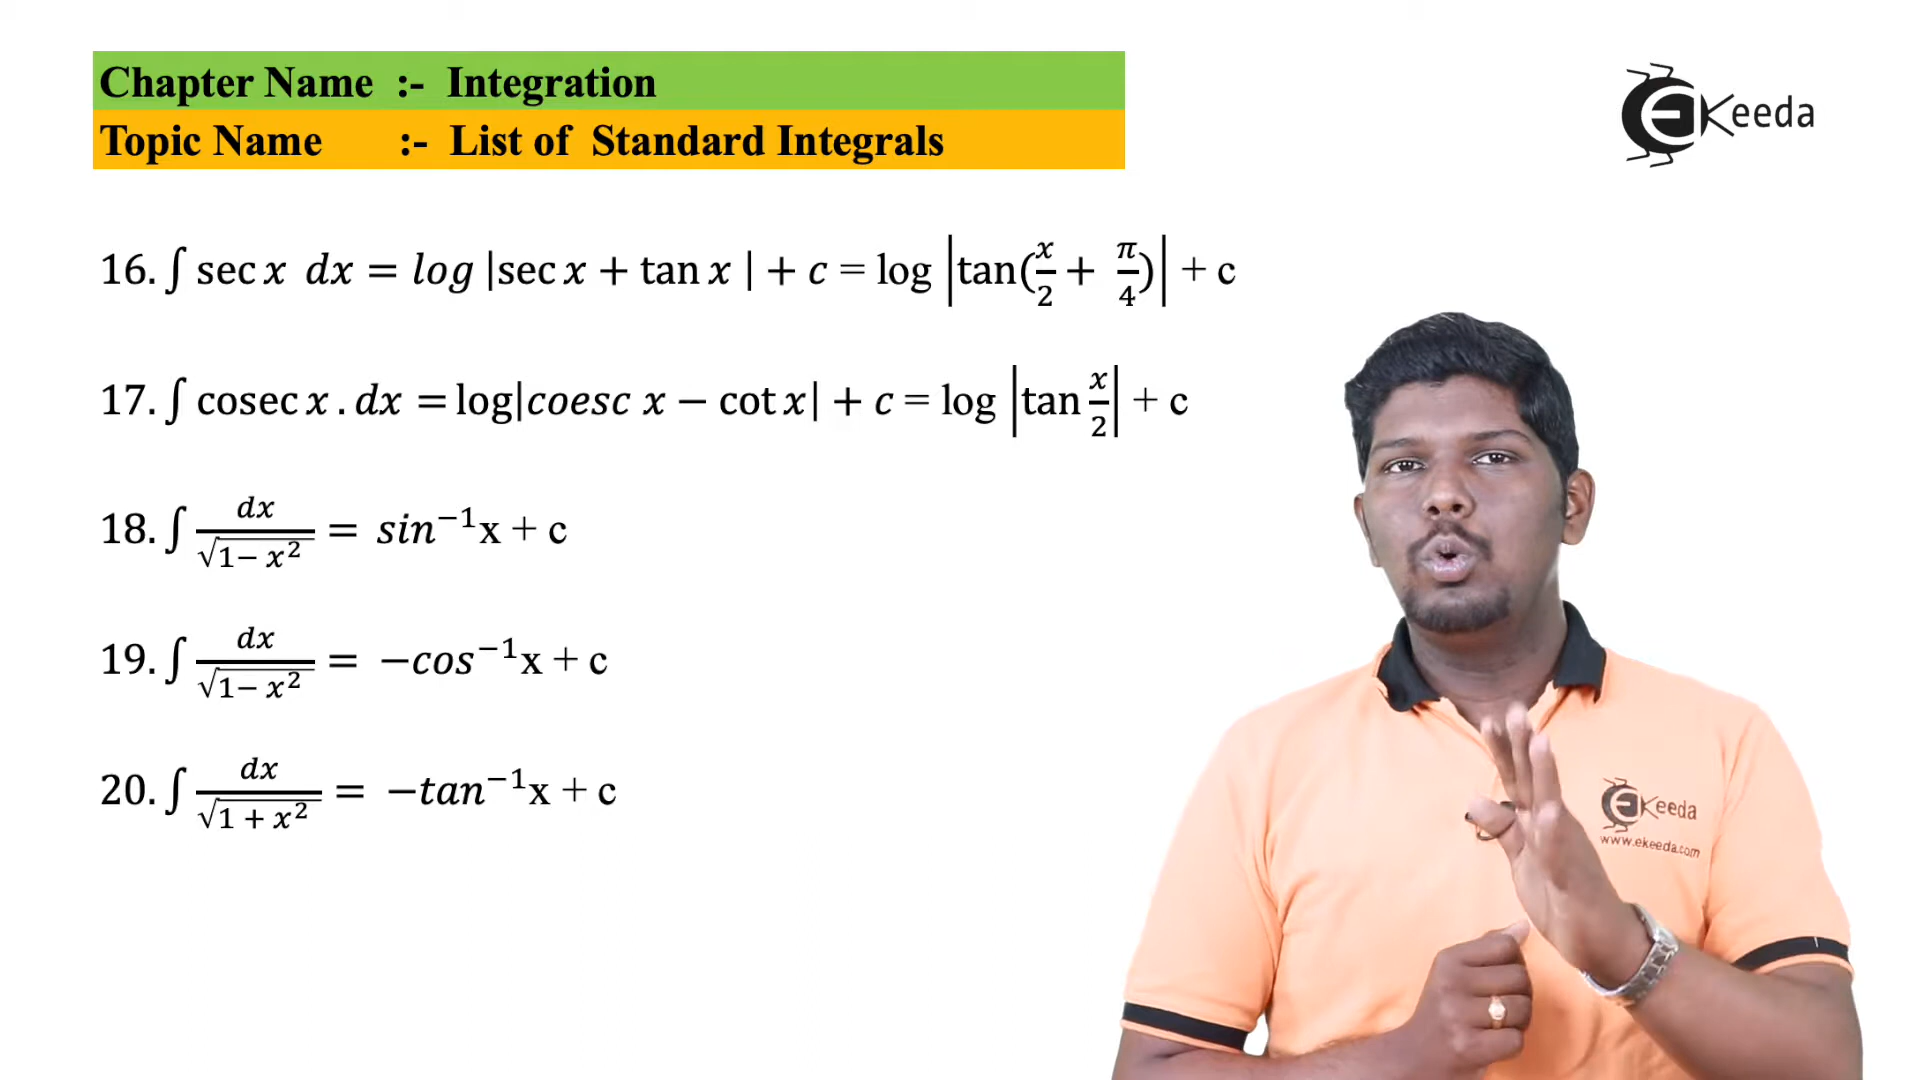 Chapter Name :- Integration
Topic Name :- List of Standard Integrals
EKeeda
16. ∫ sec x dx = log |sec x + tan x | + c = log |tan(x/2 + π/4)| + c
17. ∫ cosec x . dx = log|coesc x − cot x| + c = log |tan x/2| + c
18. ∫ dx/√(1− x²) = sin⁻¹x + c
19. ∫ dx/√(1− x²) = −cos⁻¹x + c
20. ∫ dx/√(1 + x²) = −tan⁻¹x + c
EKeeda
www.ekeeda.com